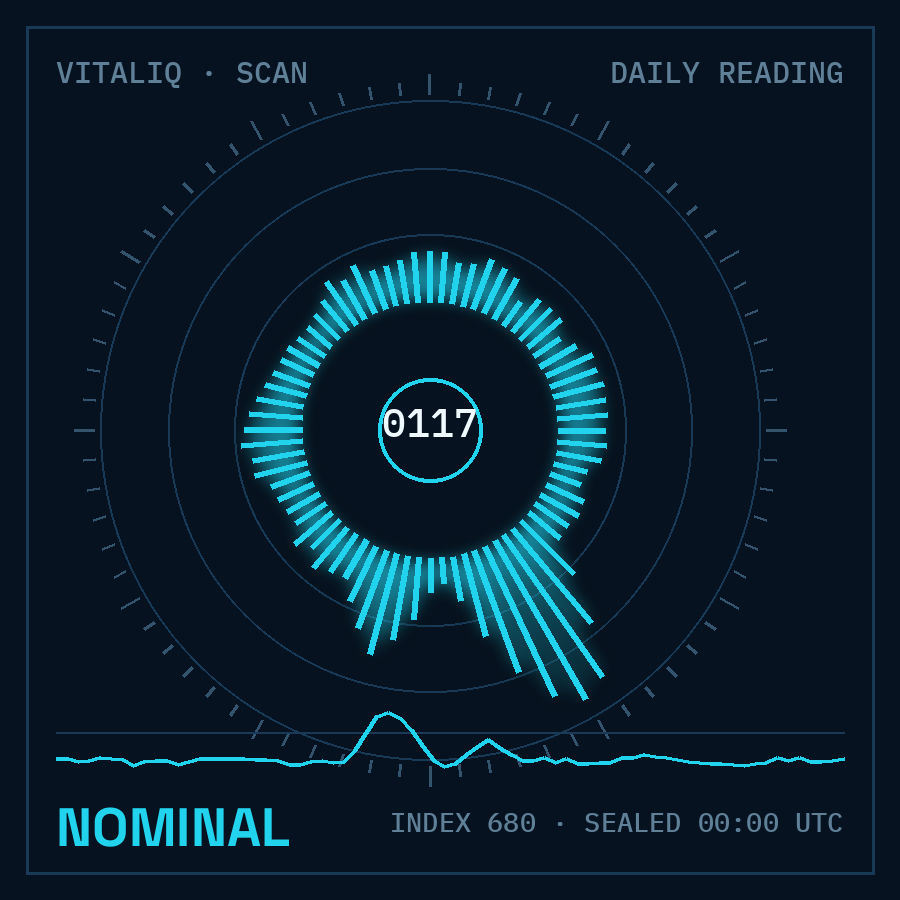 VITALIQ · SCAN
DAILY READING
0117
NOMINAL
INDEX 680 · SEALED 00:00 UTC